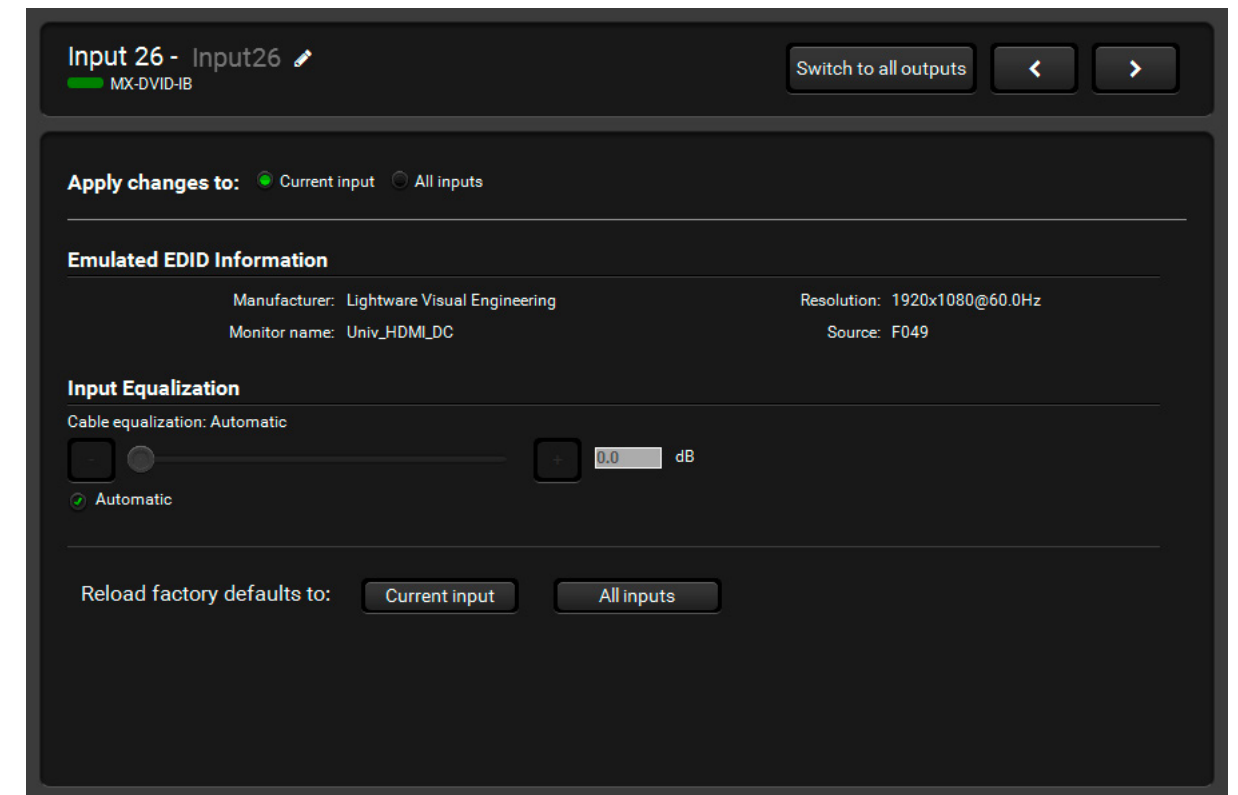 Input 26 - Input26
MX-DVID-IB
Switch to all outputs
Apply changes to: Current input All inputs
Emulated EDID Information
Manufacturer: Lightware Visual Engineering Resolution: 1920x1080@60.0Hz
Monitor name: Univ_HDMI_DC Source: F049
Input Equalization
Cable equalization: Automatic
- + 0.0 dB
Automatic
Reload factory defaults to: Current input All inputs